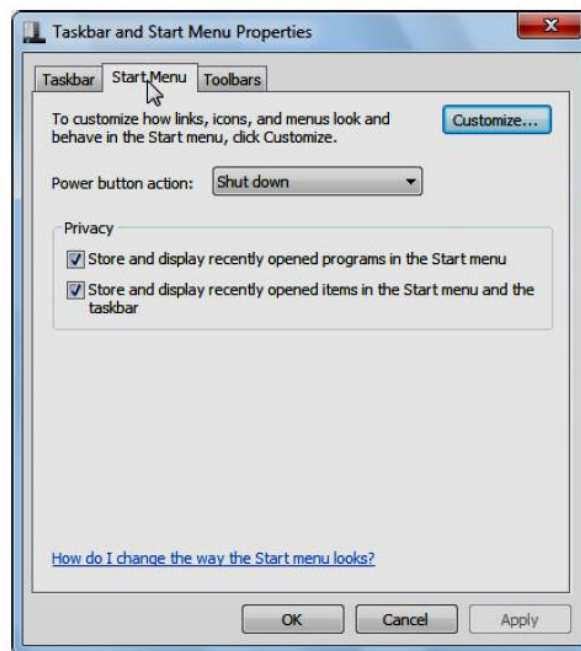 Taskbar and Start Menu Properties
Taskbar
Start Menu
Toolbars
To customize how links, icons, and menus look and
behave in the Start menu, click Customize.
Customize...
Power button action:
Shut down
Privacy
Store and display recently opened programs in the Start menu
Store and display recently opened items in the Start menu and the
taskbar
How do I change the way the Start menu looks?
OK
Cancel
Apply